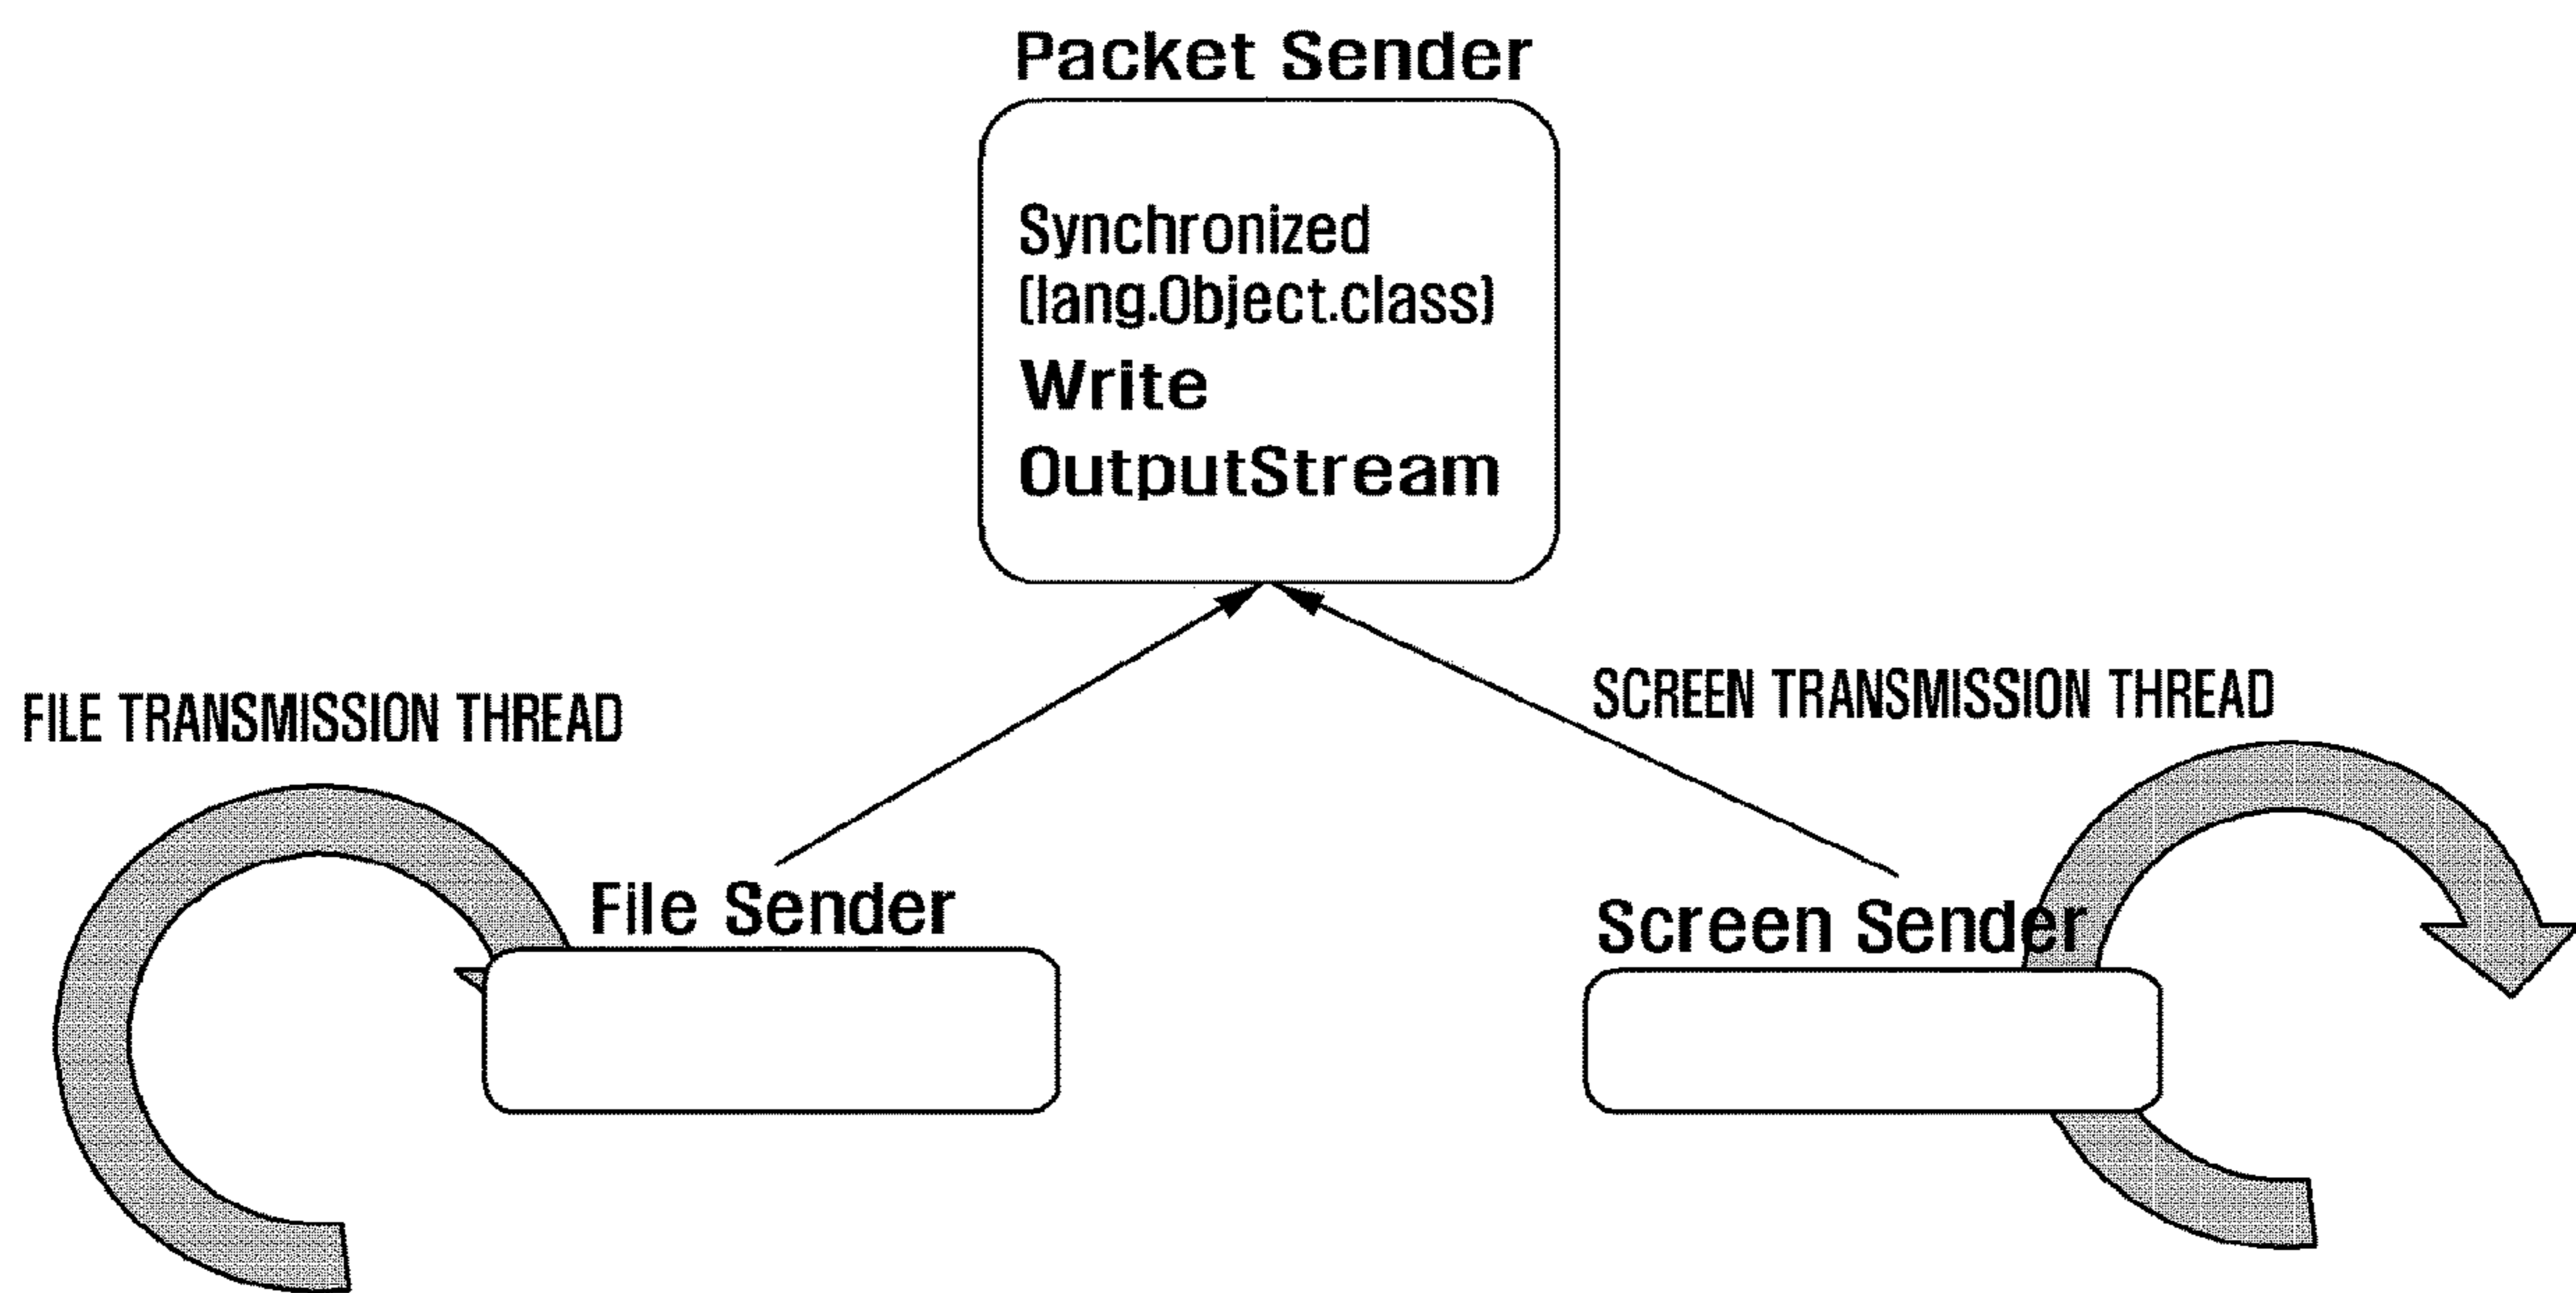 Packet Sender
Synchronized
(lang.Object.class)
Write
OutputStream
FILE TRANSMISSION THREAD
SCREEN TRANSMISSION THREAD
File Sender
Screen Sender